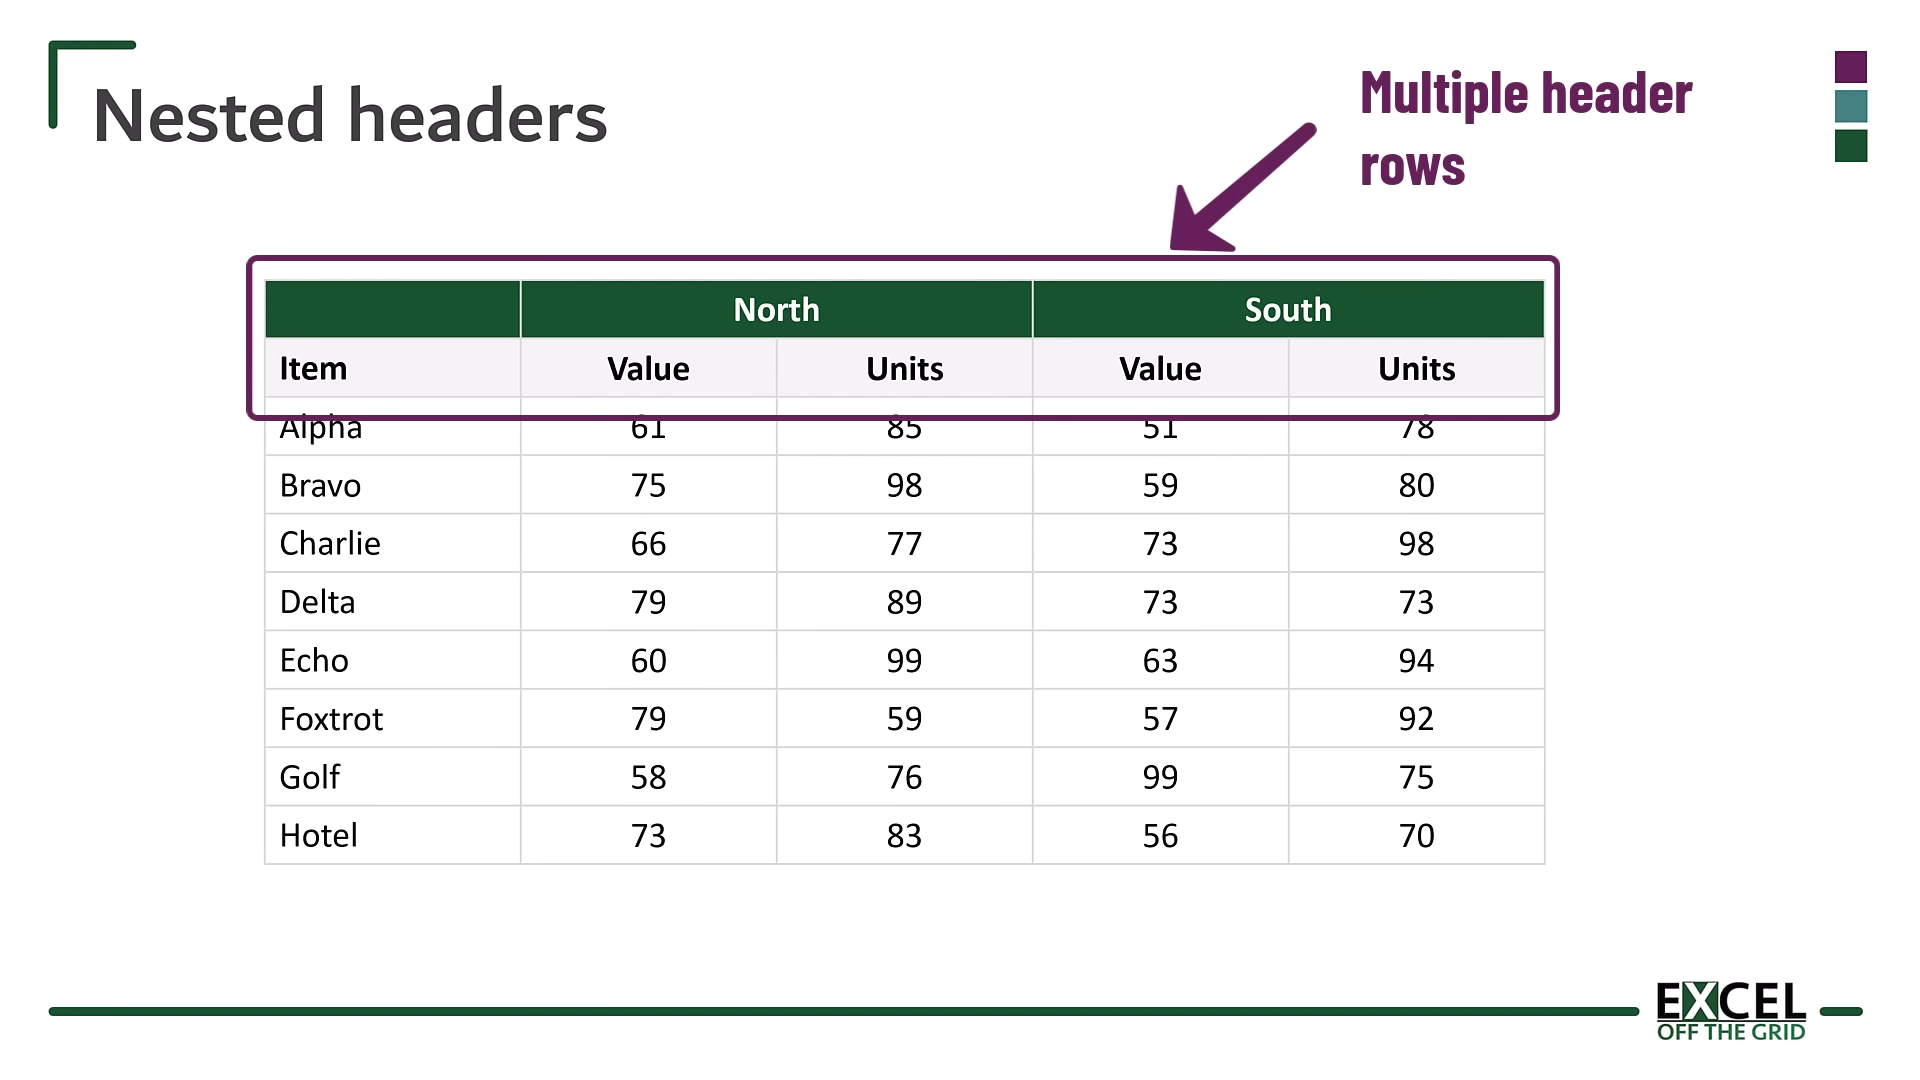 Nested headers
Multiple header
rows
North South
Item Value Units Value Units
Alpha 61 85 51 78
Bravo 75 98 59 80
Charlie 66 77 73 98
Delta 79 89 73 73
Echo 60 99 63 94
Foxtrot 79 59 57 92
Golf 58 76 99 75
Hotel 73 83 56 70
EXCEL
OFF THE GRID